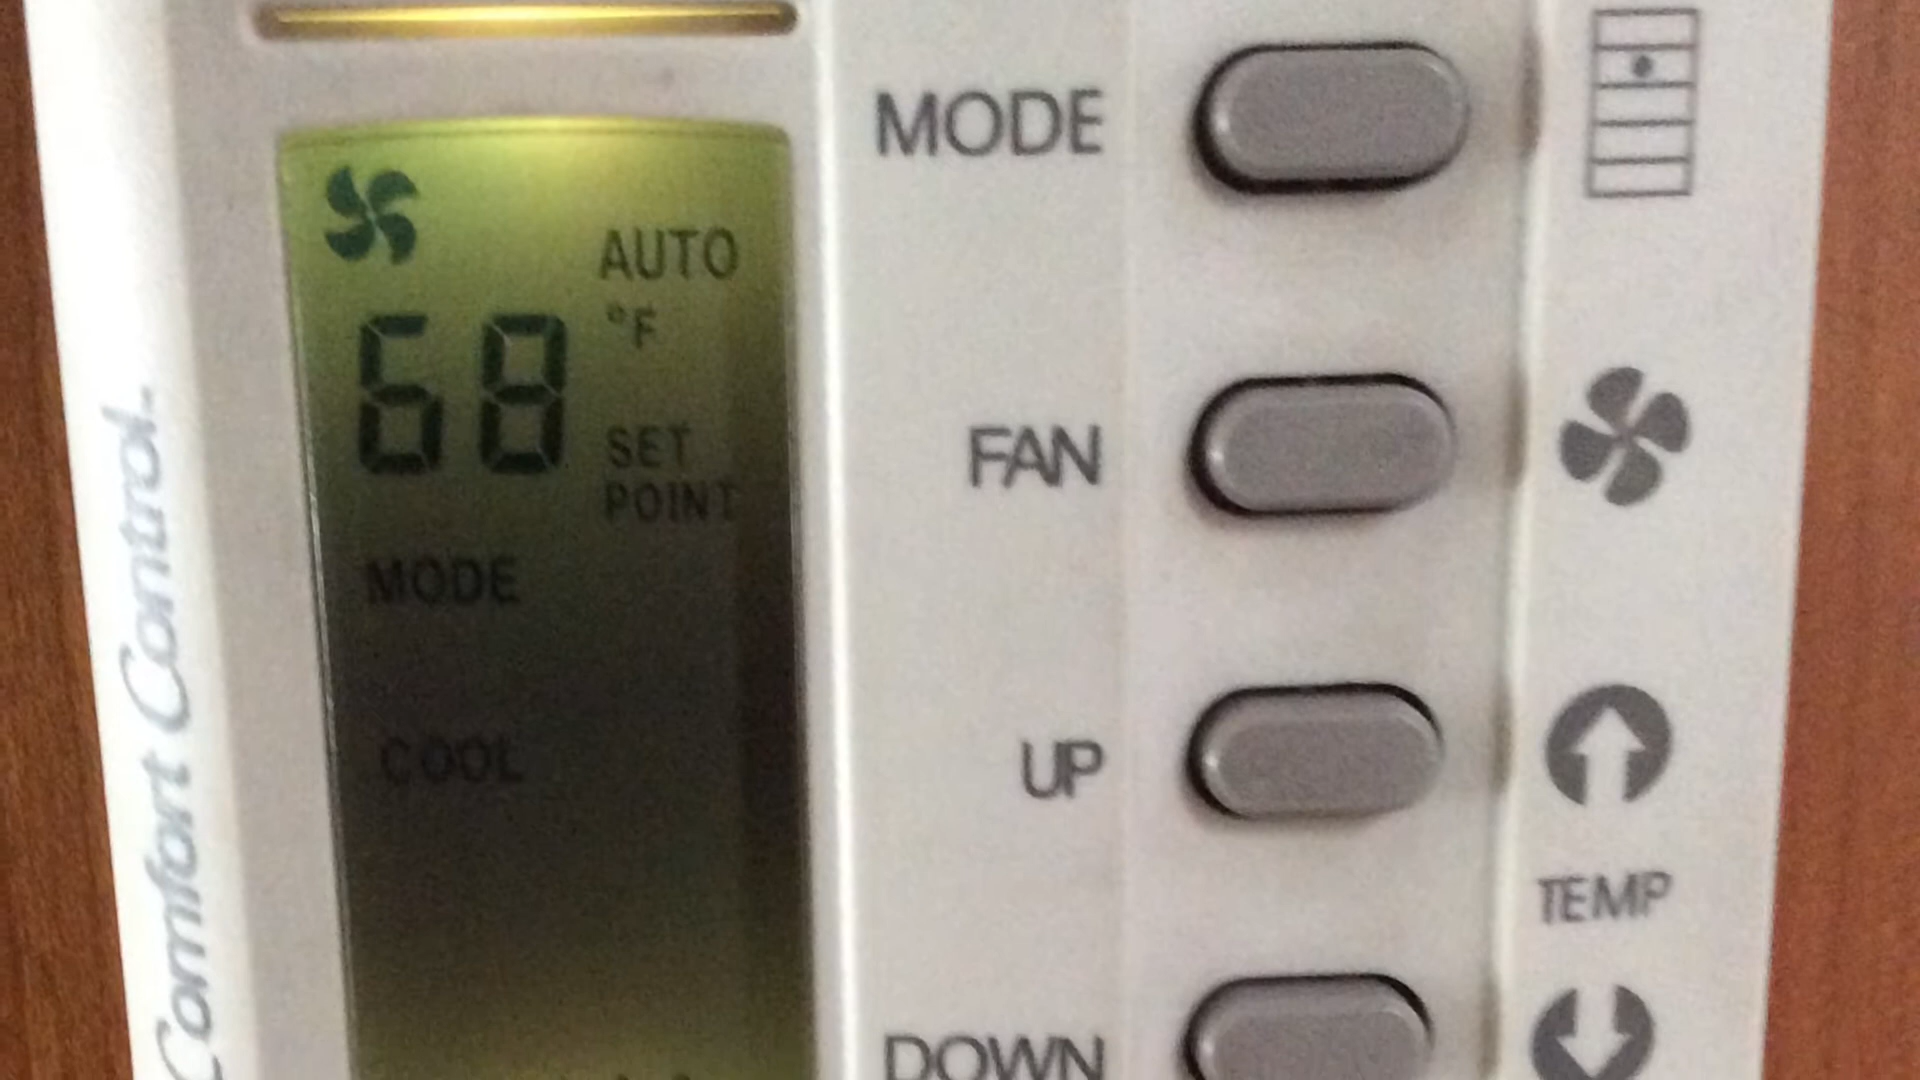 Comfort Control
AUTO
68 °F
SET
POINT
MODE
COOL
MODE
FAN
UP
TEMP
DOWN